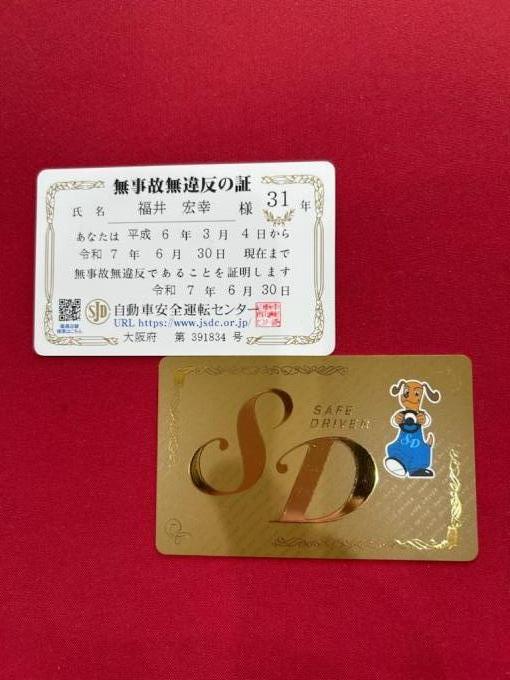 無事故無違反の証
氏名 福井 宏幸 様 31 年
あなたは 平成 6 年 3 月 4 日から
令和 7 年 6 月 30 日 現在まで
無事故無違反であることを証明します
令和 7 年 6 月 30 日
SJD 自動車安全運転センター
URL https://www.jsdc.or.jp/
大阪府 第 391834 号
SD
SAFE
DRIVER
SD